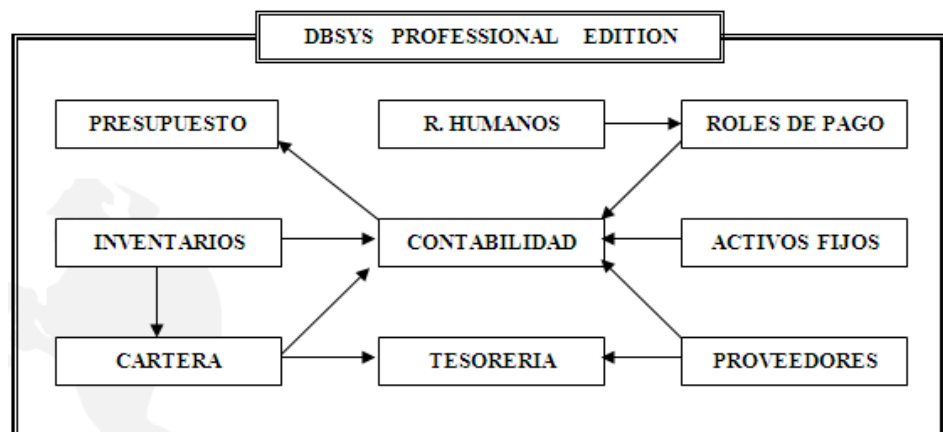 DBSYS PROFESSIONAL EDITION
PRESUPUESTO
R. HUMANOS
ROLES DE PAGO
INVENTARIOS
CONTABILIDAD
ACTIVOS FIJOS
CARTERA
TESORERIA
PROVEEDORES